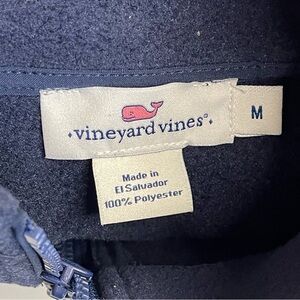 vineyard vines®
M
Made in
El Salvador
100% Polyester